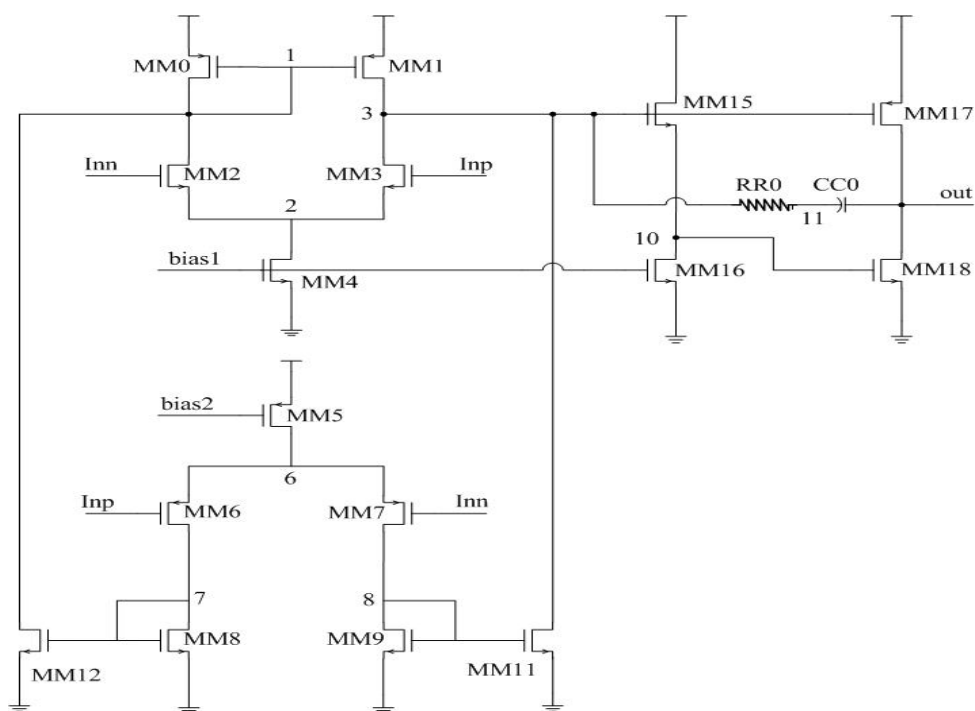 MM0
1
MM1
MM15
MM17
3
Inn
MM2
MM3
Inp
RR0
CC0
out
2
11
10
bias1
MM4
MM16
MM18
bias2
MM5
6
Inp
MM6
MM7
Inn
7
8
MM8
MM9
MM12
MM11